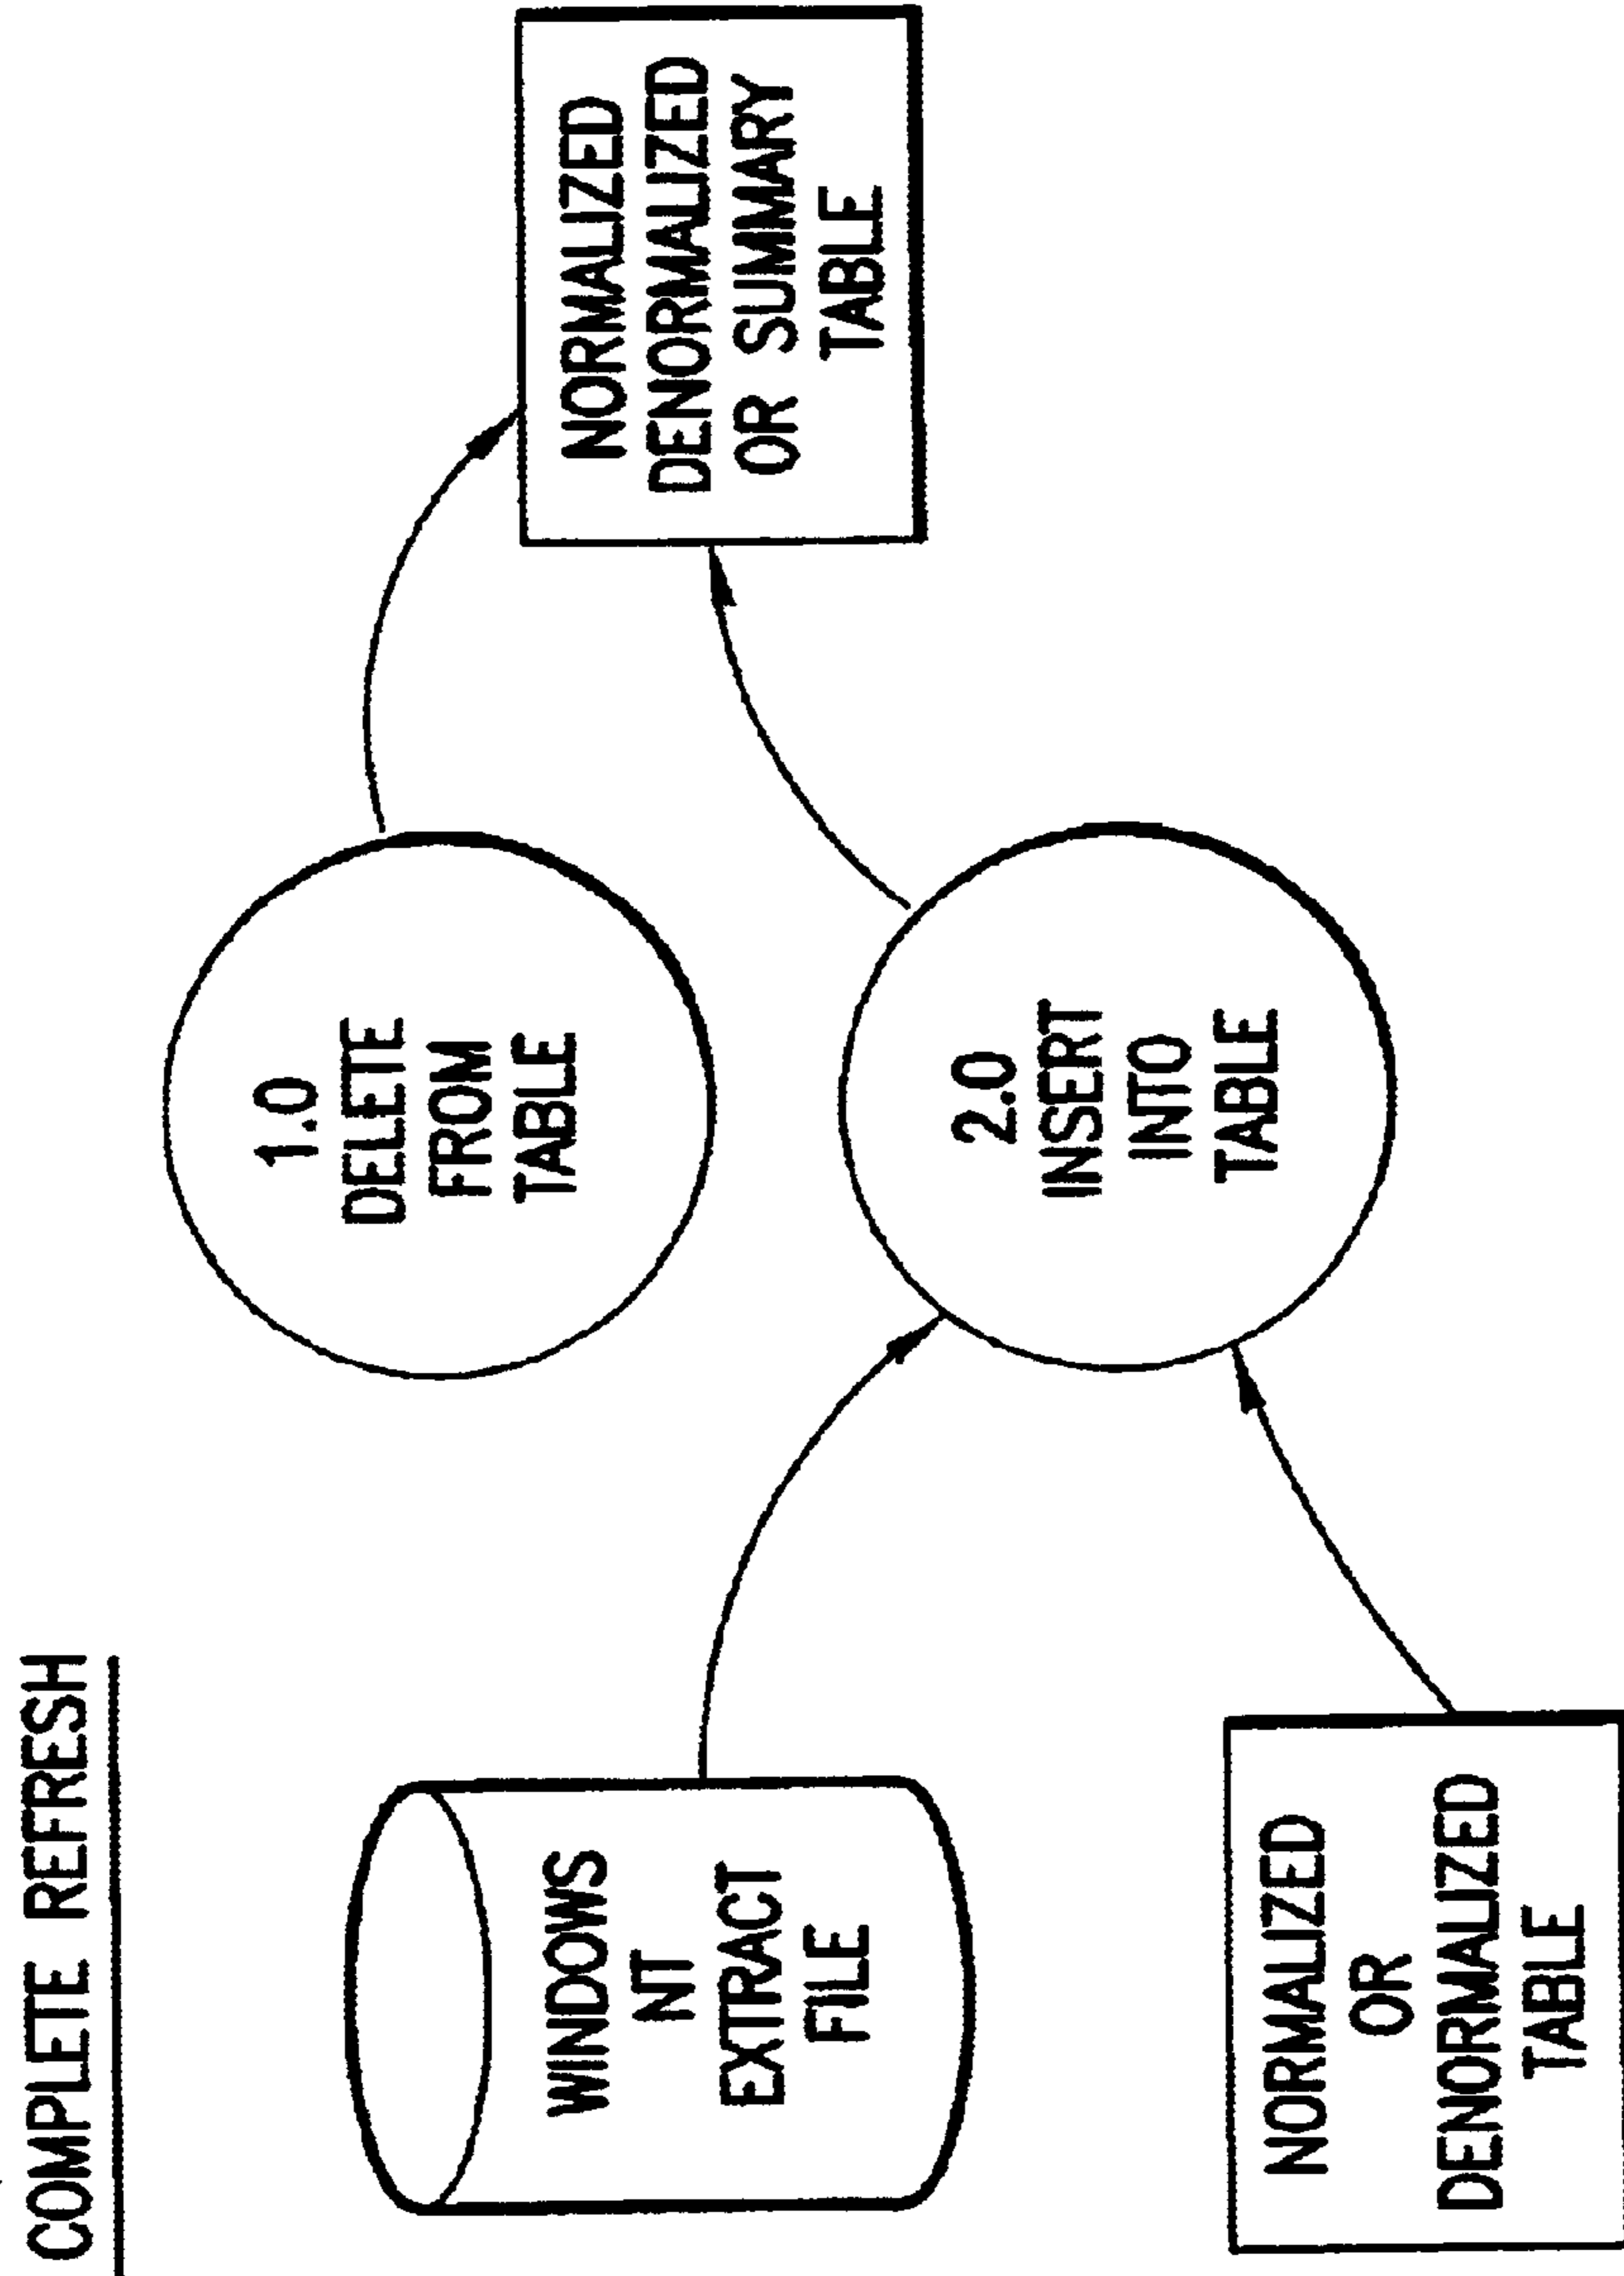 COMPLETE REFRESH
WINDOWS
NT
EXTRACT
FILE
NORMALIZED
OR
DENORMALIZED
TABLE
1.0
DELETE
FROM
TABLE
2.0
INSERT
INTO
TABLE
NORMALIZED
DENORMALIZED
OR SUMMARY
TABLE